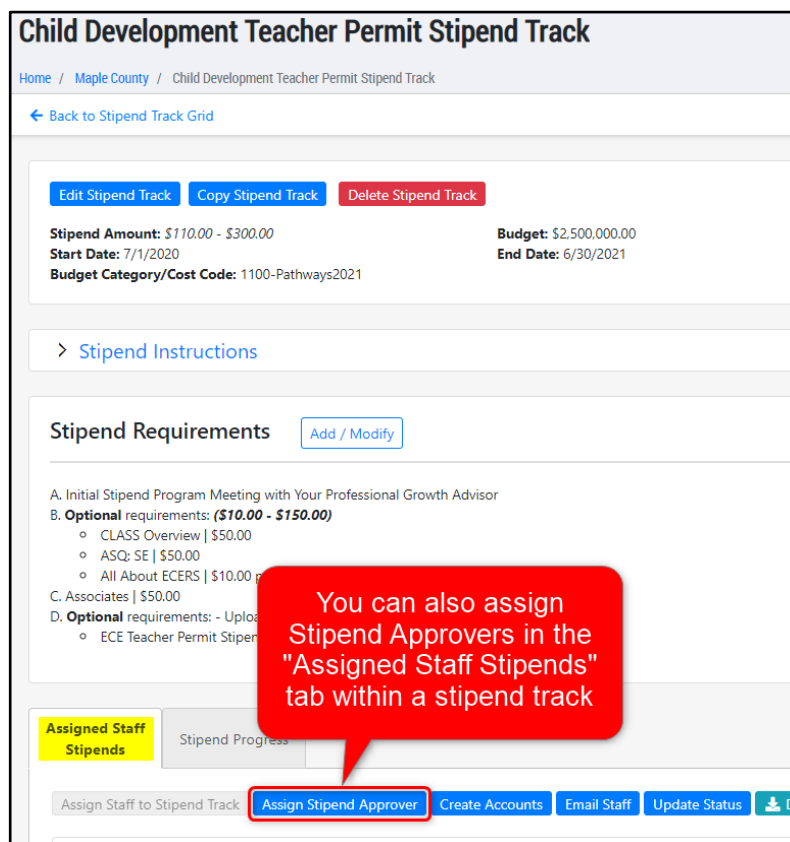 Child Development Teacher Permit Stipend Track
Home / Maple County / Child Development Teacher Permit Stipend Track
← Back to Stipend Track Grid
Edit Stipend Track Copy Stipend Track Delete Stipend Track
Stipend Amount: $110.00 - $300.00 Budget: $2,500,000.00
Start Date: 7/1/2020 End Date: 6/30/2021
Budget Category/Cost Code: 1100-Pathways2021
> Stipend Instructions
Stipend Requirements Add / Modify
A. Initial Stipend Program Meeting with Your Professional Growth Advisor
B. Optional requirements: ($10.00 - $150.00)
CLASS Overview | $50.00
ASQ: SE | $50.00
All About ECERS | $10.00
C. Associates | $50.00
D. Optional requirements: -
ECE Teacher Permit
You can also assign
Stipend Approvers in the
"Assigned Staff Stipends"
tab within a stipend track
Assigned Staff
Stipends
Stipend Progress
Assign Staff to Stipend Track Assign Stipend Approver Create Accounts Email Staff Update Status